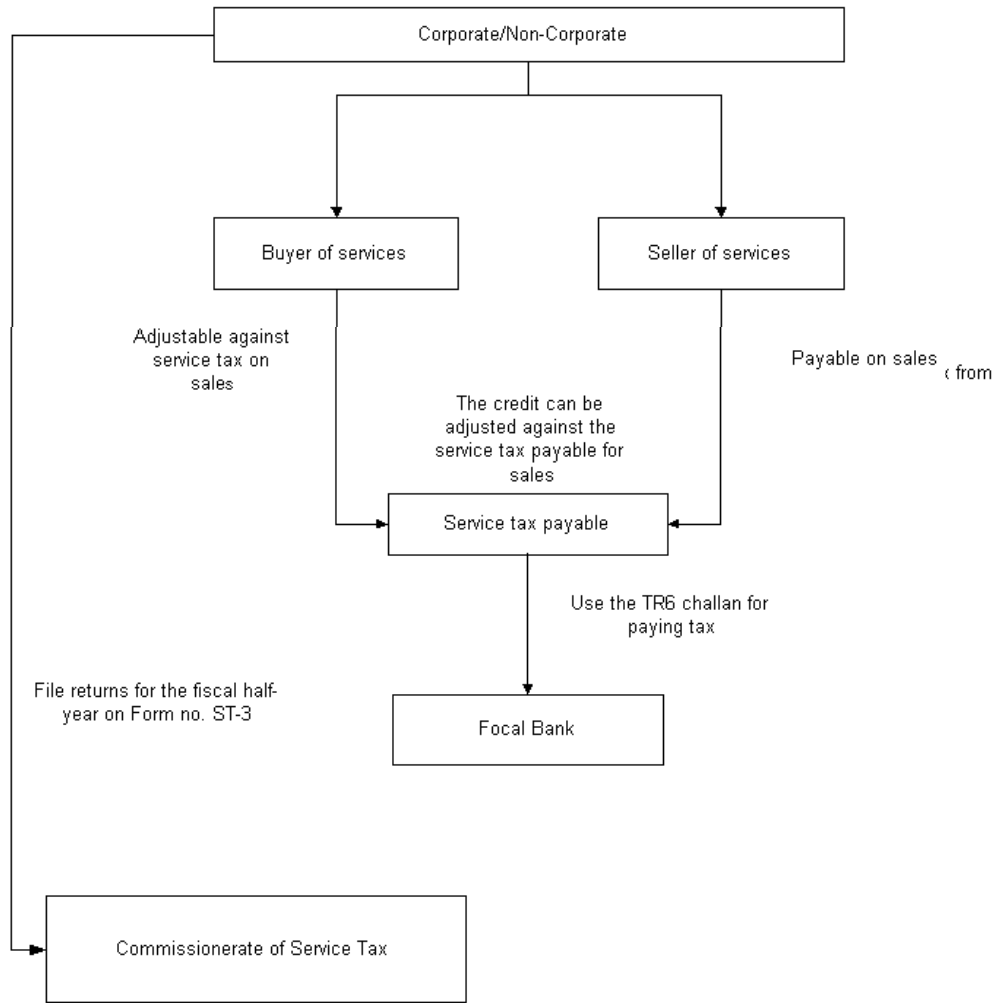 Corporate/Non-Corporate
Buyer of services
Seller of services
Adjustable against
service tax on
sales
Payable on sales
from
The credit can be
adjusted against the
service tax payable for
sales
Service tax payable
Use the TR6 challan for
paying tax
File returns for the fiscal half-
year on Form no. ST-3
Focal Bank
Commissionerate of Service Tax